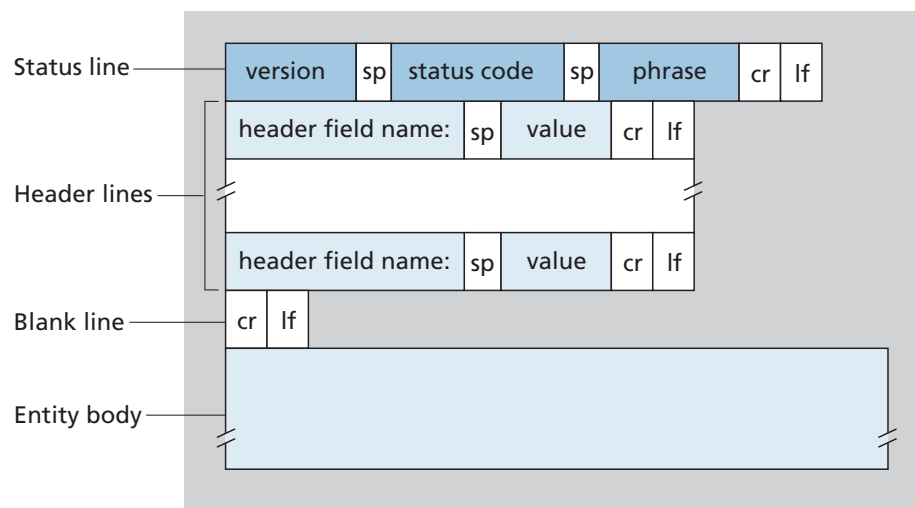 Status line version sp status code sp phrase cr lf
header field name: sp value cr lf
Header lines
header field name: sp value cr lf
Blank line cr lf
Entity body